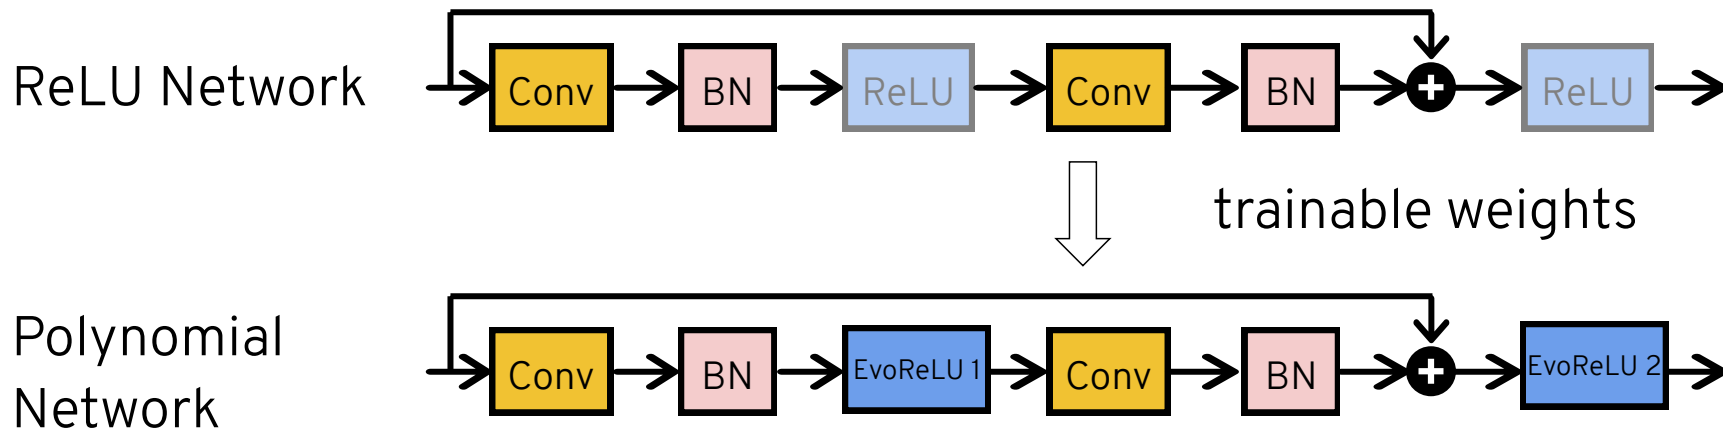 ReLU Network
Conv BN ReLU Conv BN + ReLU
trainable weights
Polynomial
Network
Conv BN EvoReLU 1 Conv BN + EvoReLU 2